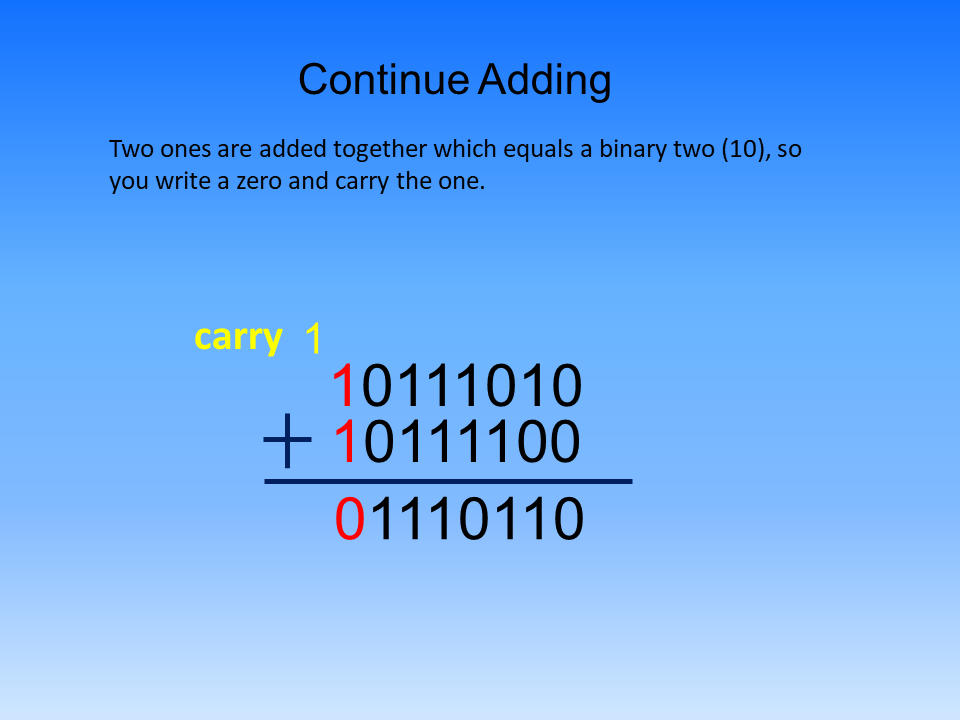 Continue Adding
Two ones are added together which equals a binary two (10), so
you write a zero and carry the one.
carry 1
10111010
+ 10111100
01110110